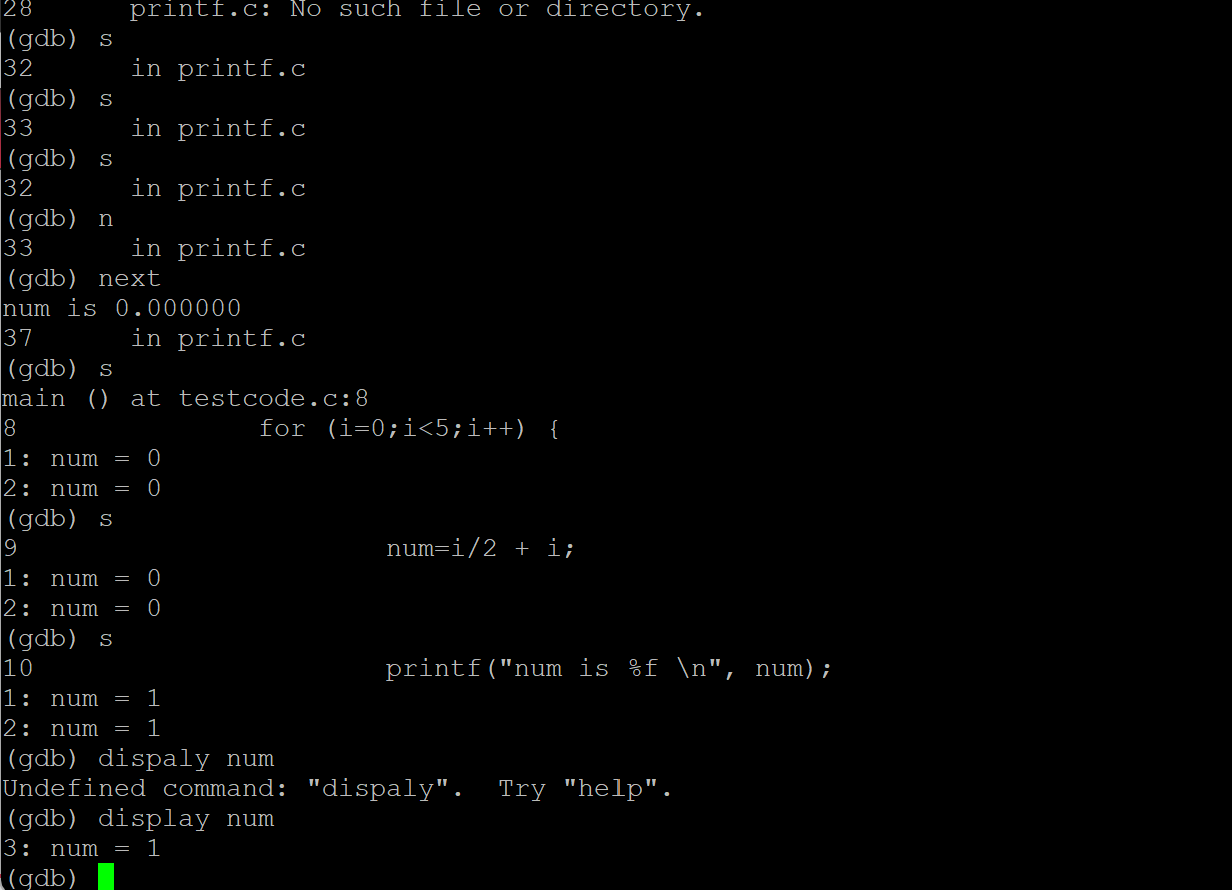 28      printf.c: No such file or directory.
(gdb) s
32      in printf.c
(gdb) s
33      in printf.c
(gdb) s
32      in printf.c
(gdb) n
33      in printf.c
(gdb) next
num is 0.000000
37      in printf.c
(gdb) s
main () at testcode.c:8
8               for (i=0;i<5;i++) {
1: num = 0
2: num = 0
(gdb) s
9                       num=i/2 + i;
1: num = 0
2: num = 0
(gdb) s
10                      printf("num is %f \n", num);
1: num = 1
2: num = 1
(gdb) dispaly num
Undefined command: "dispaly".  Try "help".
(gdb) display num
3: num = 1
(gdb)